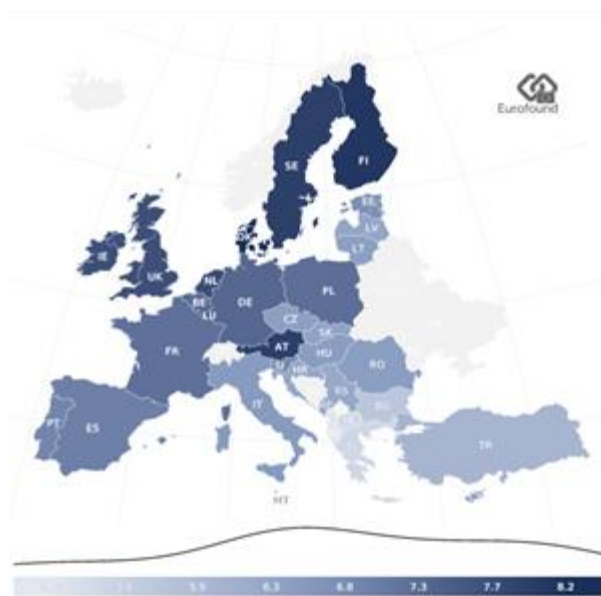 Eurofound
FI
SE
EE
LV
LT
DK
IE
UK
NL
BE
LU
DE
PL
CZ
SK
AT
HU
FR
HR
RO
IT
PT
ES
TR
MT
5.9
6.3
6.8
7.3
7.7
8.2